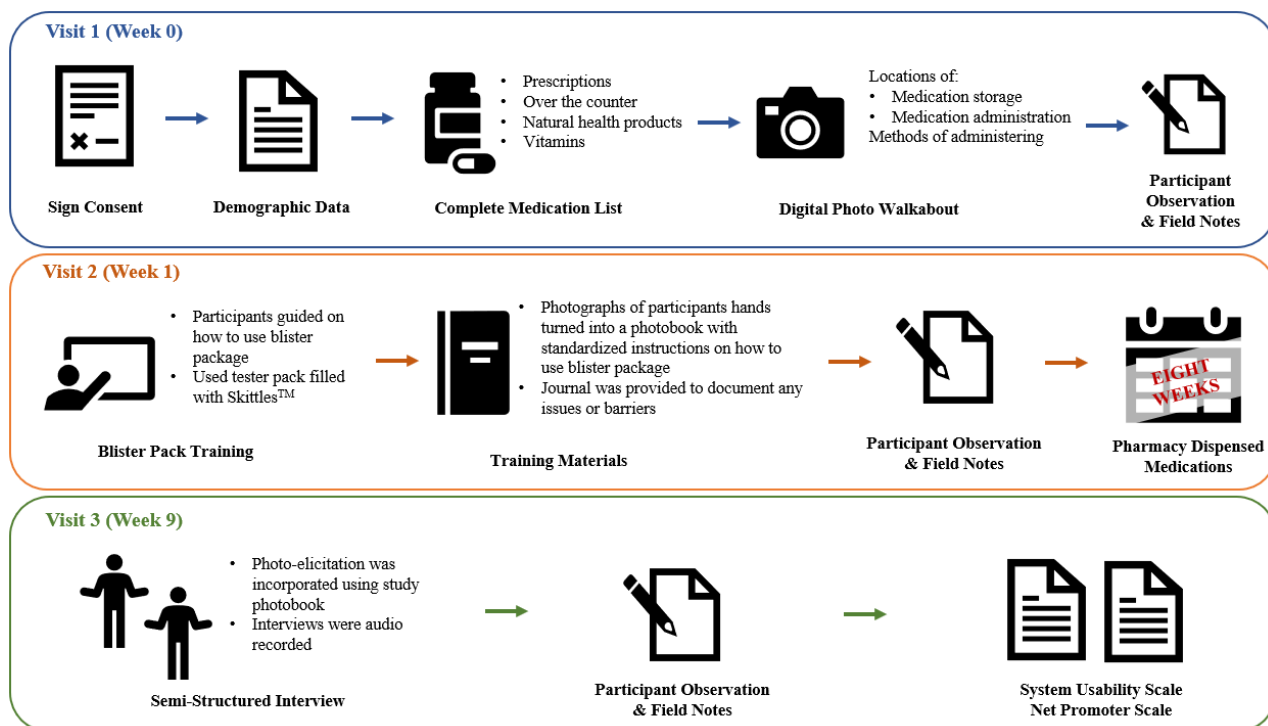 Visit 1 (Week 0)
Sign Consent
Demographic Data
• Prescriptions
• Over the counter
• Natural health products
• Vitamins
Complete Medication List
Locations of:
• Medication storage
• Medication administration
Methods of administering
Digital Photo Walkabout
Participant
Observation
& Field Notes
Visit 2 (Week 1)
• Participants guided on
how to use blister
package
• Used tester pack filled
with Skittles™
Blister Pack Training
• Photographs of participants hands
turned into a photobook with
standardized instructions on how to
use blister package
• Journal was provided to document any
issues or barriers
Training Materials
Participant Observation
& Field Notes
EIGHT
WEEKS
Pharmacy Dispensed
Medications
Visit 3 (Week 9)
• Photo-elicitation was
incorporated using study
photobook
• Interviews were audio
recorded
Semi-Structured Interview
Participant Observation
& Field Notes
System Usability Scale
Net Promoter Scale